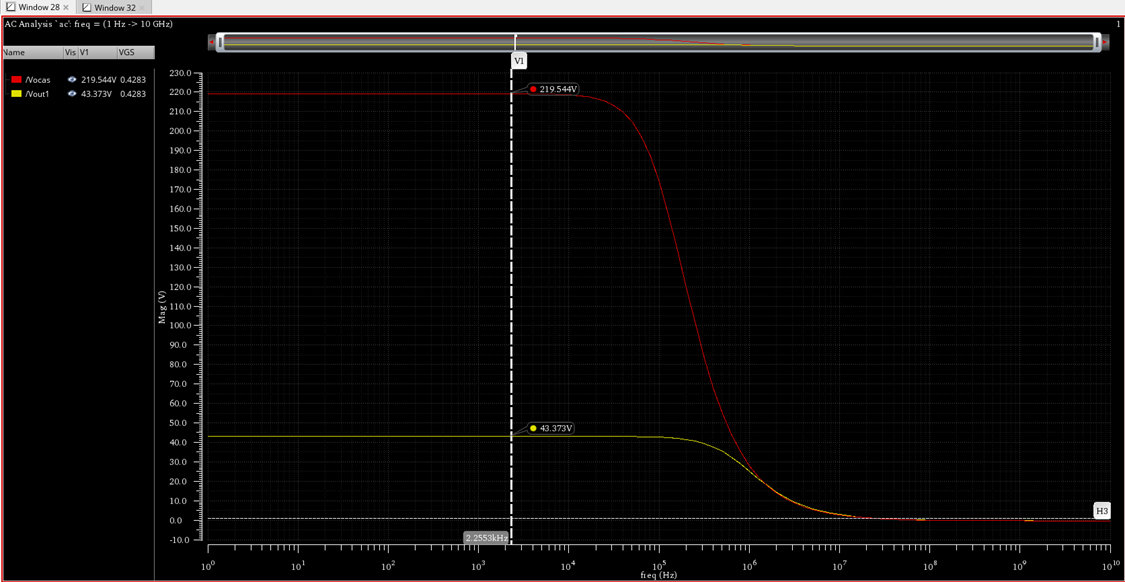 Window 28 × Window 32 ×
AC Analysis `ac': freq = (1 Hz -> 10 GHz) 1
Name Vis V1 VGS
/Vocas 219.544V 0.4283
/Vout1 43.373V 0.4283
V1
230.0
220.0
219.544V
210.0
200.0
190.0
180.0
170.0
160.0
150.0
140.0
130.0
120.0
110.0
100.0
90.0
80.0
70.0
60.0
50.0
43.373V
40.0
30.0
20.0
10.0
0.0
-10.0
Mag (V)
H3
2.2553kHz
10⁰ 10¹ 10² 10³ 10⁴ 10⁵ 10⁶ 10⁷ 10⁸ 10⁹ 10¹⁰
freq (Hz)